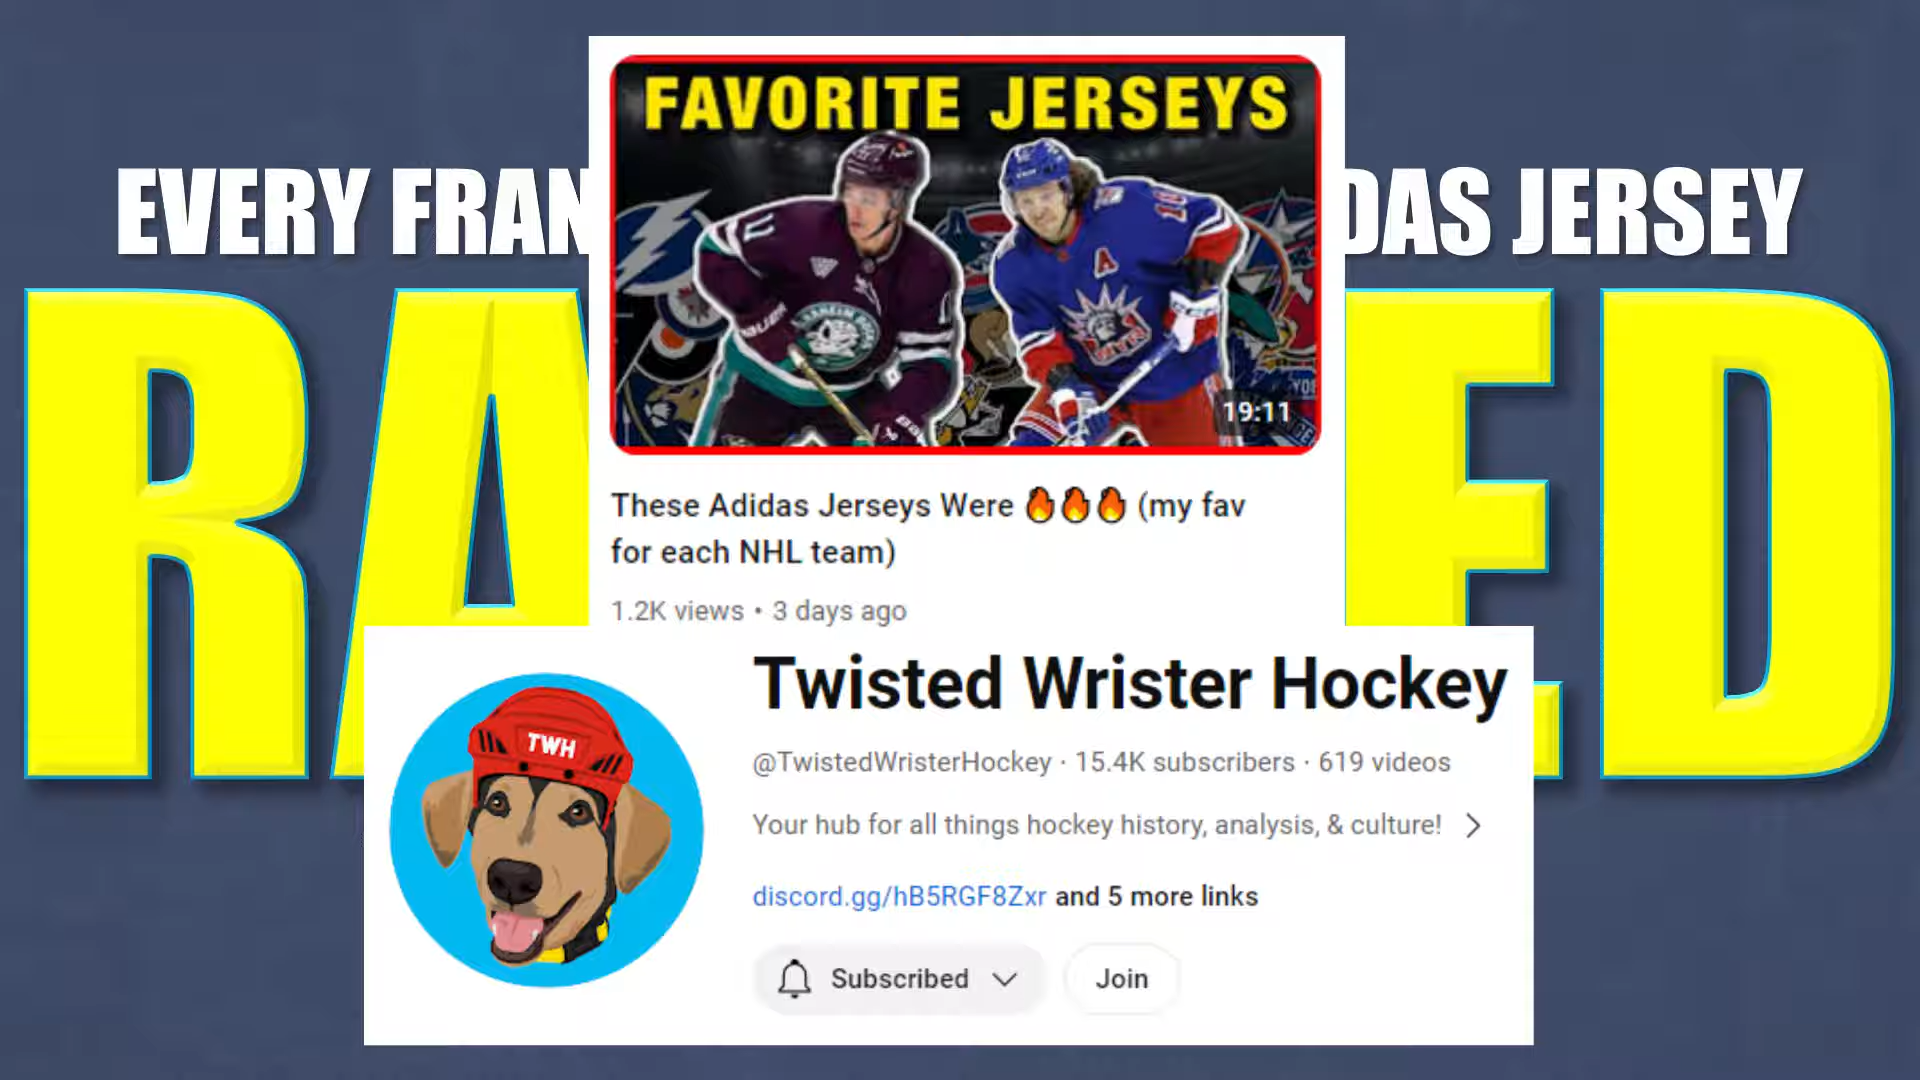 FAVORITE JERSEYS
EVERY FRAN
DAS JERSEY
RA
ED
11
A
19:11
These Adidas Jerseys Were 🔥🔥🔥 (my fav
for each NHL team)
1.2K views • 3 days ago
Twisted Wrister Hockey
TWH
@TwistedWristerHockey · 15.4K subscribers · 619 videos
Your hub for all things hockey history, analysis, & culture!
discord.gg/hB5RGF8Zxr and 5 more links
Subscribed
Join